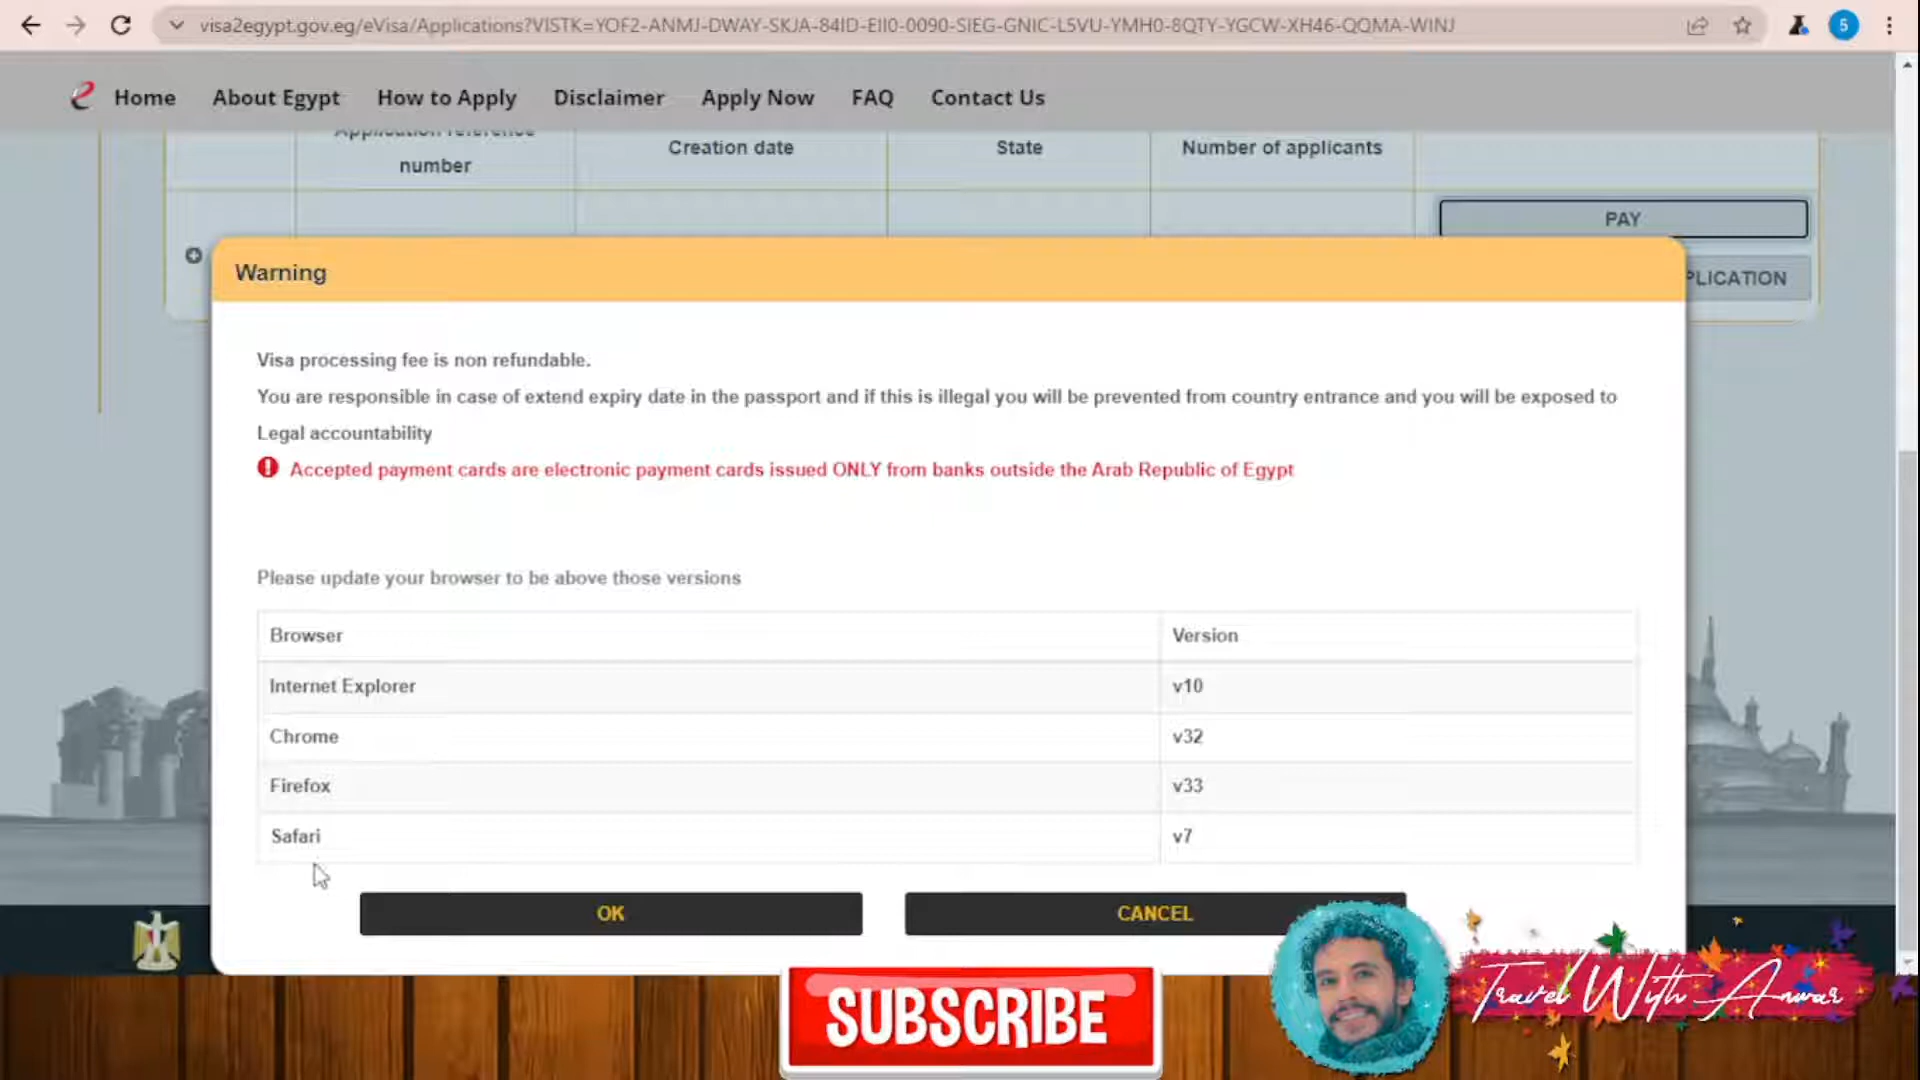 visa2egypt.gov.eg/eVisa/Applications?VISTK=YOF2-ANMJ-DWAY-SKJA-84ID-EII0-0090-SIEG-GNIC-L5VU-YMH0-8QTY-YGCW-XH46-QQMA-WINJ
5
e Home About Egypt How to Apply Disclaimer Apply Now FAQ Contact Us
Application reference
number
Creation date
State
Number of applicants
PAY
PLICATION
Warning
Visa processing fee is non refundable.
You are responsible in case of extend expiry date in the passport and if this is illegal you will be prevented from country entrance and you will be exposed to
Legal accountability
Accepted payment cards are electronic payment cards issued ONLY from banks outside the Arab Republic of Egypt
Please update your browser to be above those versions
Browser Version
Internet Explorer v10
Chrome v32
Firefox v33
Safari v7
OK CANCEL
SUBSCRIBE
Travel With Anwar